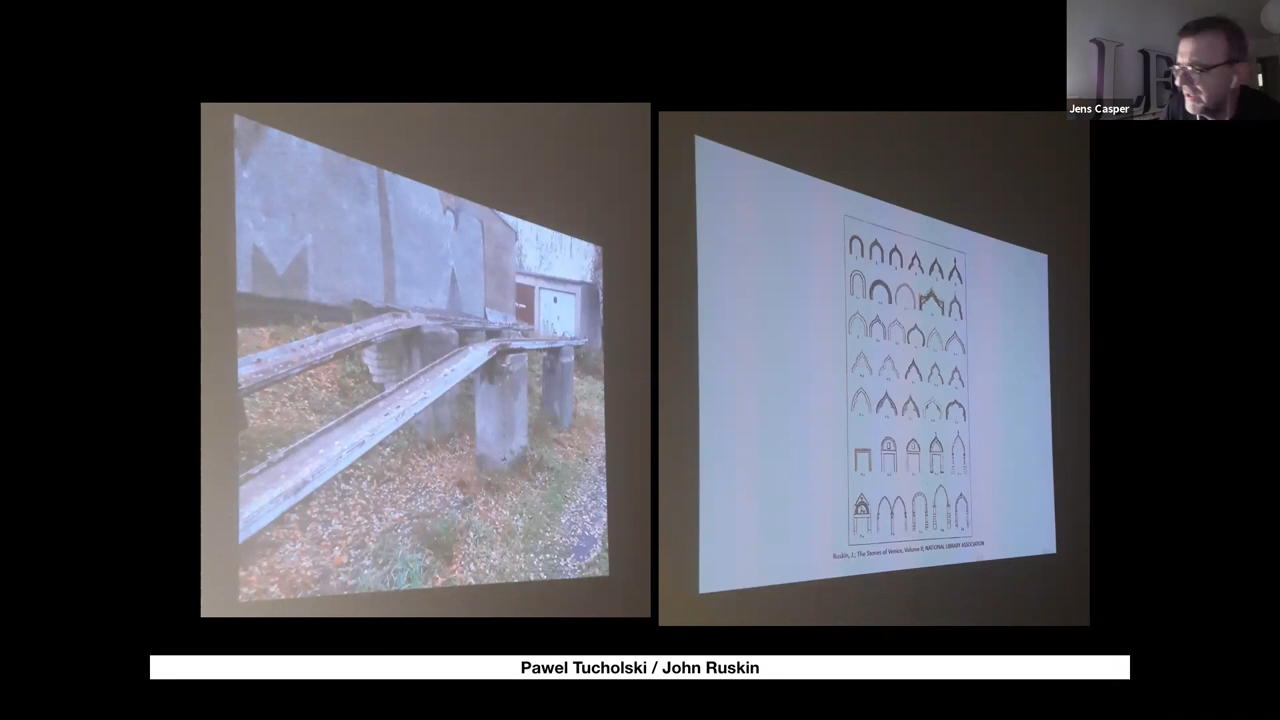 Jens Casper
Ruskin, J.; The Stones of Venice, Volume II; NATIONAL LIBRARY ASSOCIATION
Pawel Tucholski / John Ruskin